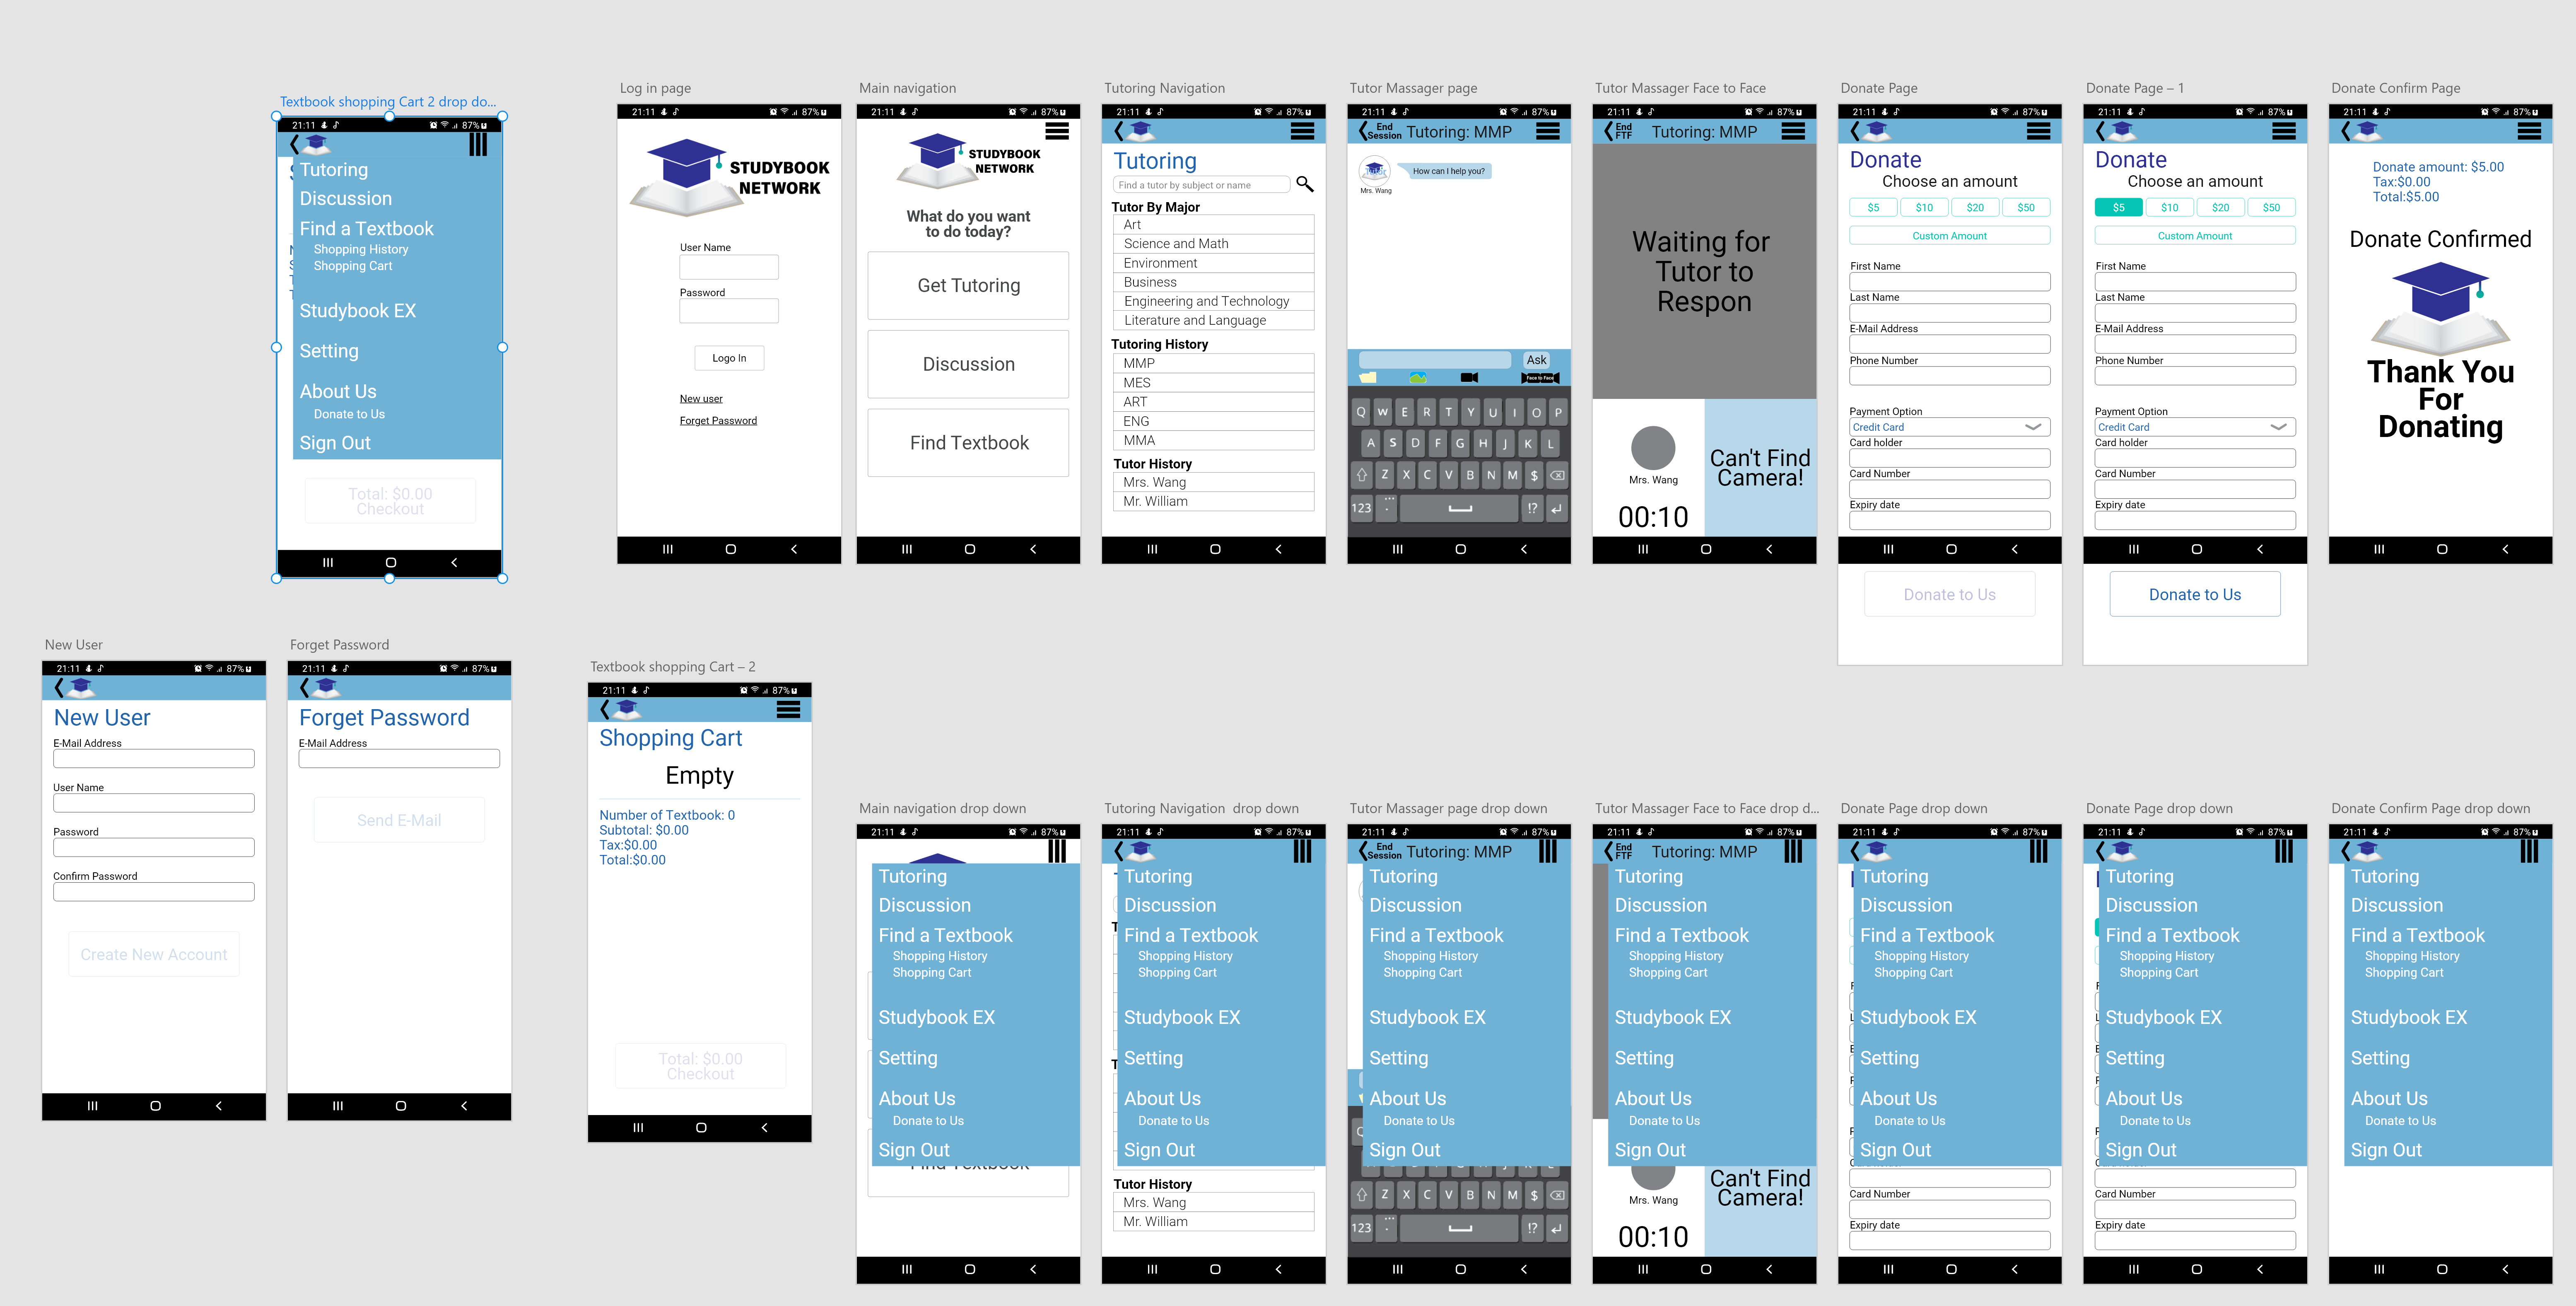 Textbook shopping Cart 2 drop do...
21:11
87%
Tutoring
Discussion
Find a Textbook
Shopping History
Shopping Cart
Studybook EX
Setting
About Us
Donate to Us
Sign Out
Total: $0.00
Checkout
Log in page
21:11
87%
STUDYBOOK
NETWORK
User Name
Password
Logo In
New user
Forget Password
Main navigation
21:11
87%
STUDYBOOK
NETWORK
What do you want
to do today?
Get Tutoring
Discussion
Find Textbook
Tutoring Navigation
21:11
87%
Tutoring
Find a tutor by subject or name
Tutor By Major
Art
Science and Math
Environment
Business
Engineering and Technology
Literature and Language
Tutoring History
MMP
MES
ART
ENG
MMA
Tutor History
Mrs. Wang
Mr. William
Tutor Massager page
21:11
87%
End
Session
Tutoring: MMP
How can I help you?
Mrs. Wang
Ask
Face to Face
Q W E R T Y U I O P
A S D F G H J K L
Z X C V B N M $
123
!?
Tutor Massager Face to Face
21:11
87%
End
FTF
Tutoring: MMP
Waiting for
Tutor to
Respon
Mrs. Wang
00:10
Can't Find
Camera!
Donate Page
21:11
87%
Donate
Choose an amount
$5 $10 $20 $50
Custom Amount
First Name
Last Name
E-Mail Address
Phone Number
Payment Option
Credit Card
Card holder
Card Number
Expiry date
Donate to Us
Donate Page – 1
21:11
87%
Donate
Choose an amount
$5 $10 $20 $50
Custom Amount
First Name
Last Name
E-Mail Address
Phone Number
Payment Option
Credit Card
Card holder
Card Number
Expiry date
Donate to Us
Donate Confirm Page
21:11
87%
Donate amount: $5.00
Tax:$0.00
Total:$5.00
Donate Confirmed
Thank You
For
Donating
New User
21:11
87%
New User
E-Mail Address
User Name
Password
Confirm Password
Create New Account
Forget Password
21:11
87%
Forget Password
E-Mail Address
Send E-Mail
Textbook shopping Cart – 2
21:11
87%
Shopping Cart
Empty
Number of Textbook: 0
Subtotal: $0.00
Tax:$0.00
Total:$0.00
Total: $0.00
Checkout
Main navigation drop down
21:11
87%
Tutoring
Discussion
Find a Textbook
Shopping History
Shopping Cart
Studybook EX
Setting
About Us
Donate to Us
Sign Out
Tutoring Navigation drop down
21:11
87%
Tutoring
Discussion
Find a Textbook
Shopping History
Shopping Cart
Studybook EX
Setting
About Us
Donate to Us
Sign Out
Tutor History
Mrs. Wang
Mr. William
Tutor Massager page drop down
21:11
87%
End
Session
Tutoring: MMP
Tutoring
Discussion
Find a Textbook
Shopping History
Shopping Cart
Studybook EX
Setting
About Us
Donate to Us
Sign Out
Z X C V B N M $
123
!?
Tutor Massager Face to Face drop d...
21:11
87%
End
FTF
Tutoring: MMP
Tutoring
Discussion
Find a Textbook
Shopping History
Shopping Cart
Studybook EX
Setting
About Us
Donate to Us
Sign Out
Mrs. Wang
00:10
Can't Find
Camera!
Donate Page drop down
21:11
87%
Tutoring
Discussion
Find a Textbook
Shopping History
Shopping Cart
Studybook EX
Setting
About Us
Donate to Us
Sign Out
Card Number
Expiry date
Donate Page drop down
21:11
87%
Tutoring
Discussion
Find a Textbook
Shopping History
Shopping Cart
Studybook EX
Setting
About Us
Donate to Us
Sign Out
Card Number
Expiry date
Donate Confirm Page drop down
21:11
87%
Tutoring
Discussion
Find a Textbook
Shopping History
Shopping Cart
Studybook EX
Setting
About Us
Donate to Us
Sign Out